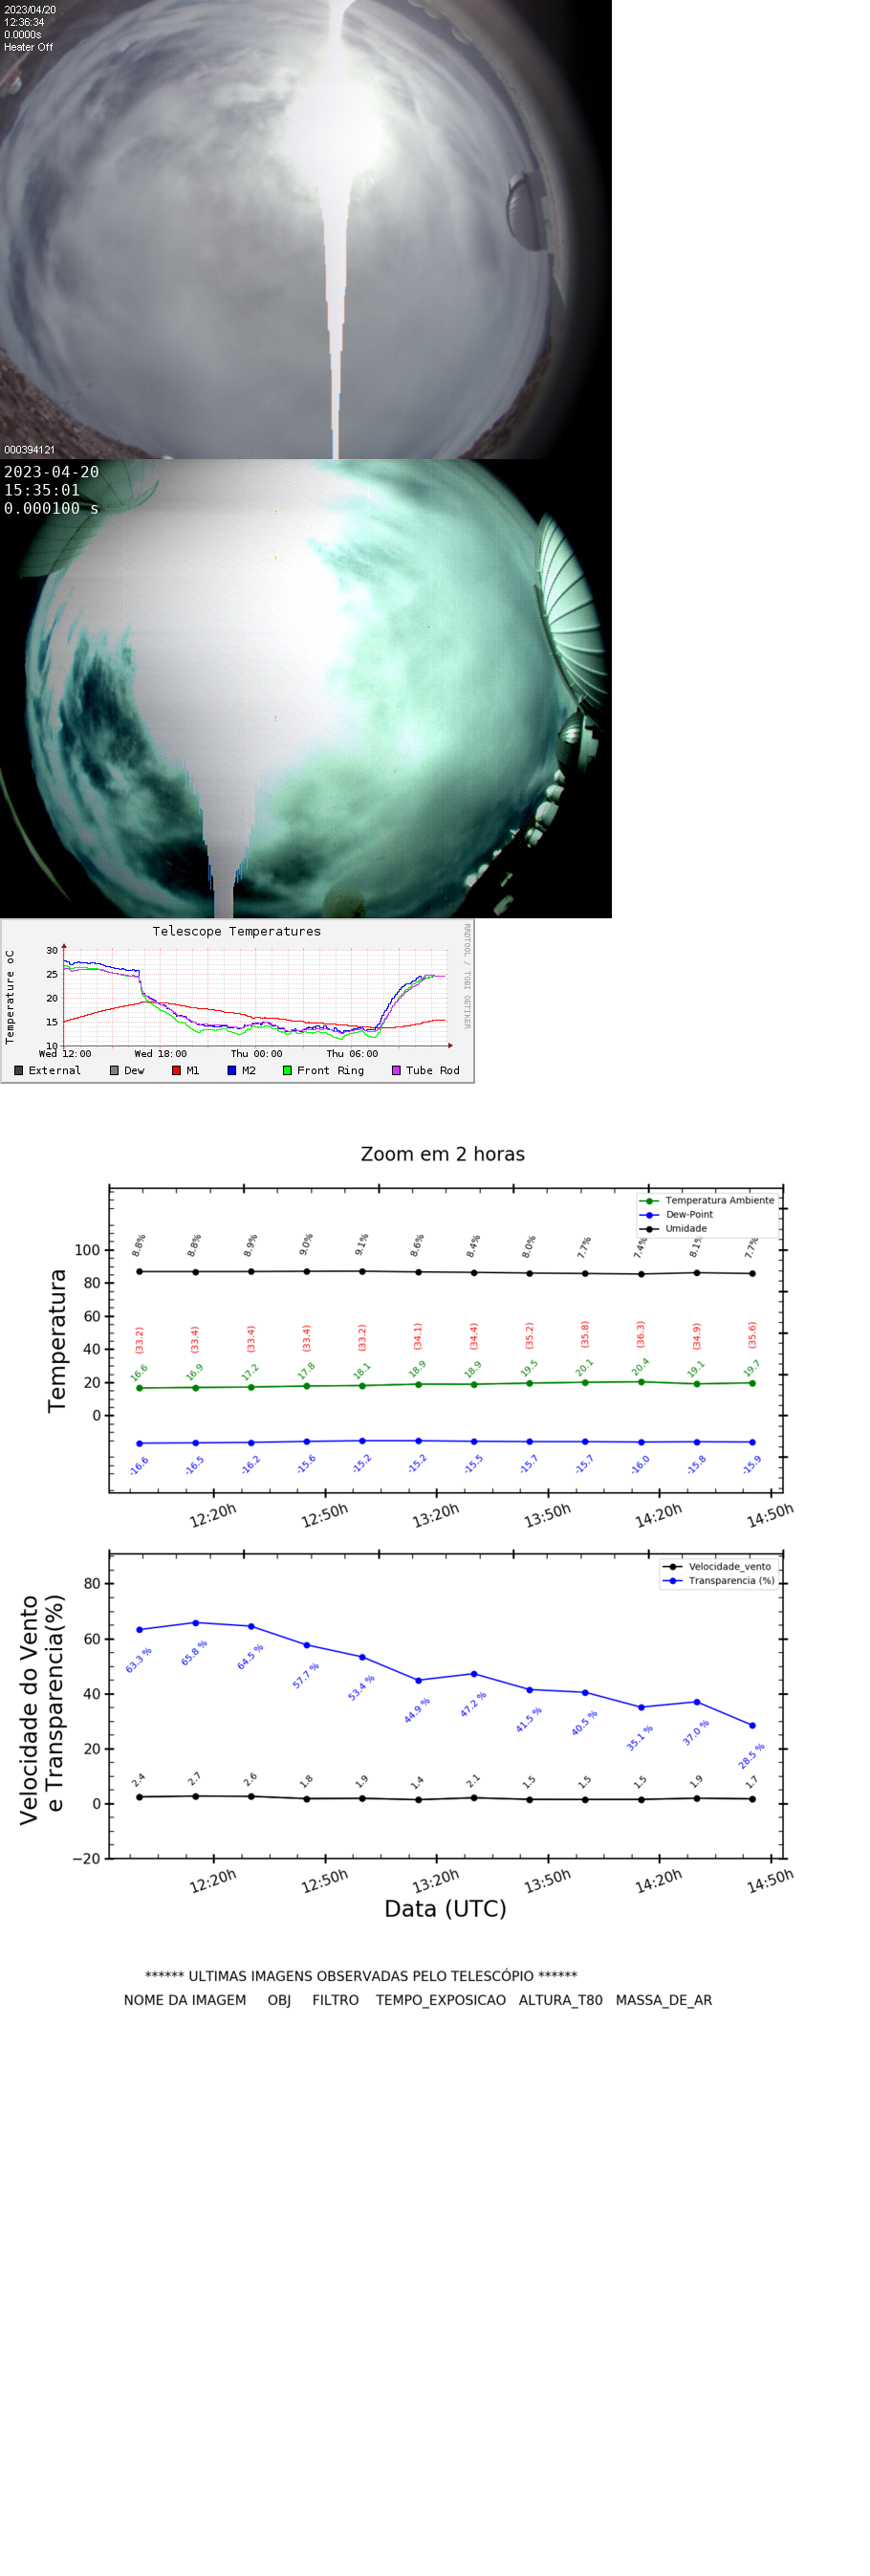 2023/04/20
12:36:34
0.0000s
Heater Off
000394121
2023-04-20
15:35:01
0.000100 s
Telescope Temperatures
RRDTOOL / TOBI OETIKER
Temperature oC
30
25
20
15
10
Wed 12:00 Wed 18:00 Thu 00:00 Thu 06:00
External Dew M1 M2 Front Ring Tube Rod
Zoom em 2 horas
Temperatura Ambiente
Dew-Point
Umidade
Temperatura
100
80
60
40
20
0
8.8% 8.8% 8.9% 9.0% 9.1% 8.6% 8.4% 8.0% 7.7% 7.4% 8.1% 7.7%
(33.2) (33.4) (33.4) (33.4) (33.2) (34.1) (34.4) (35.2) (35.8) (36.3) (34.9) (35.6)
16.6 16.9 17.2 17.8 18.1 18.9 18.9 19.5 20.1 20.4 19.1 19.7
-16.6 -16.5 -16.2 -15.6 -15.2 -15.2 -15.5 -15.7 -15.7 -16.0 -15.8 -15.9
12:20h 12:50h 13:20h 13:50h 14:20h 14:50h
Velocidade_vento
Transparencia (%)
Velocidade do Vento
e Transparencia(%)
80
60
40
20
0
−20
63.3 % 65.8 % 64.5 % 57.7 % 53.4 % 44.9 % 47.2 % 41.5 % 40.5 % 35.1 % 37.0 % 28.5 %
2.4 2.7 2.6 1.8 1.9 1.4 2.1 1.5 1.5 1.5 1.9 1.7
12:20h 12:50h 13:20h 13:50h 14:20h 14:50h
Data (UTC)
****** ULTIMAS IMAGENS OBSERVADAS PELO TELESCÓPIO ******
NOME DA IMAGEM OBJ FILTRO TEMPO_EXPOSICAO ALTURA_T80 MASSA_DE_AR